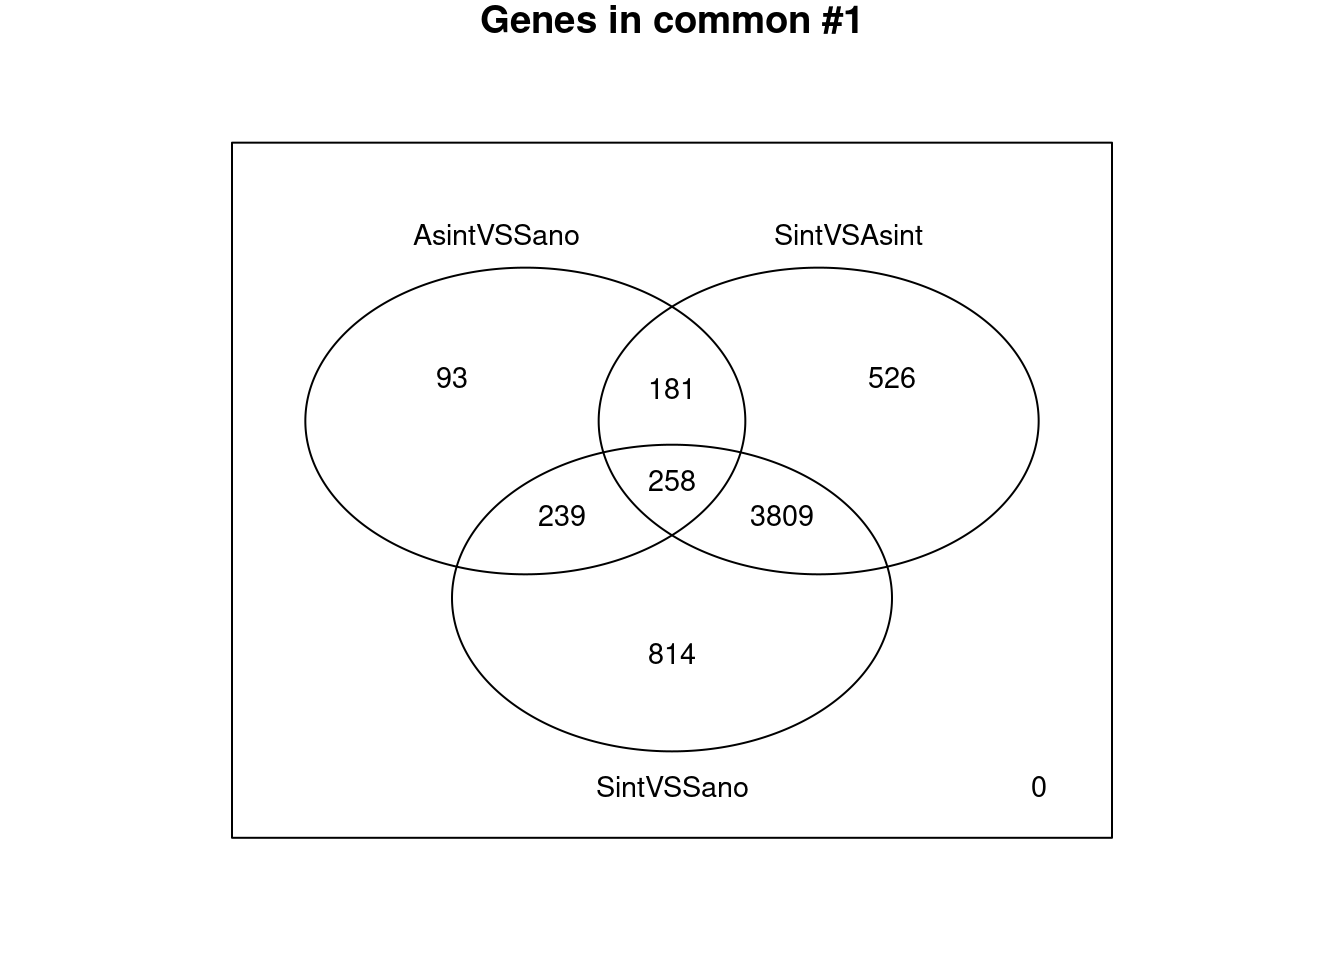 Genes in common #1
AsintVSSano
SintVSAsint
93
181
526
258
239
3809
814
SintVSSano
0